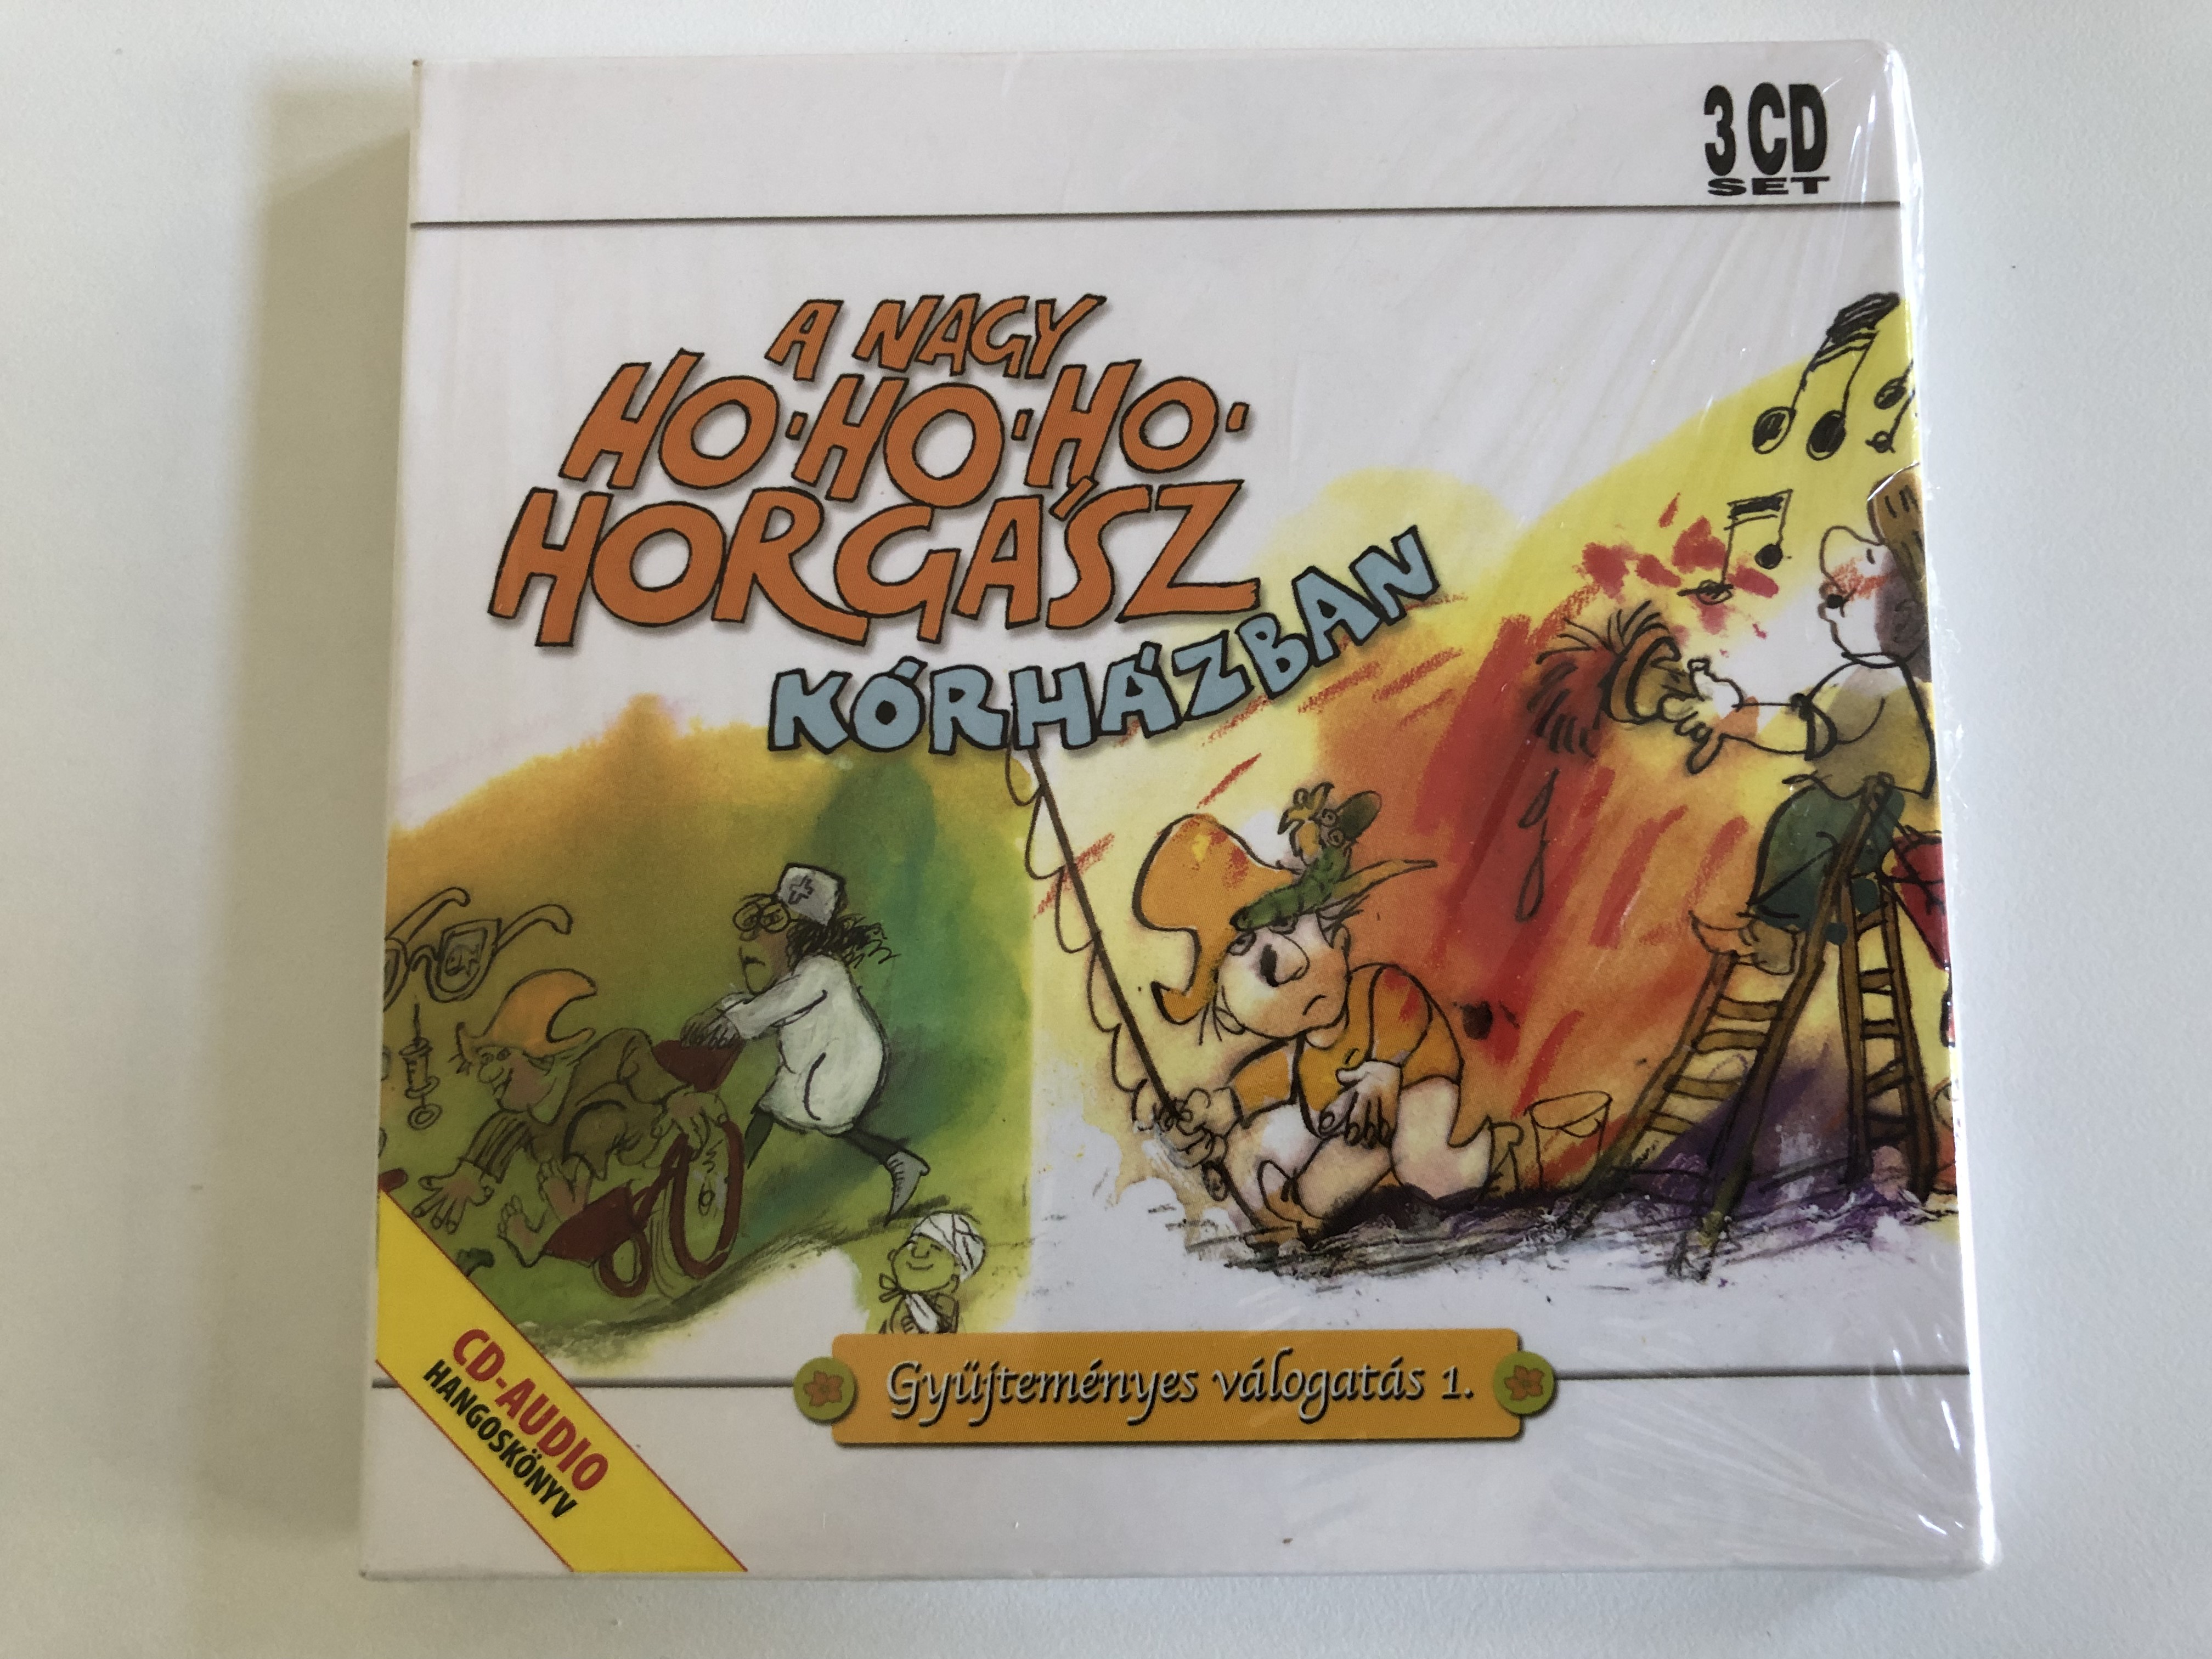 3 CD
SET
A NAGY
HO·HO·HO·
HORGÁSZ
KÓRHÁZBAN
Gyűjteményes válogatás 1.
CD-AUDIO
HANGOSKÖNYV